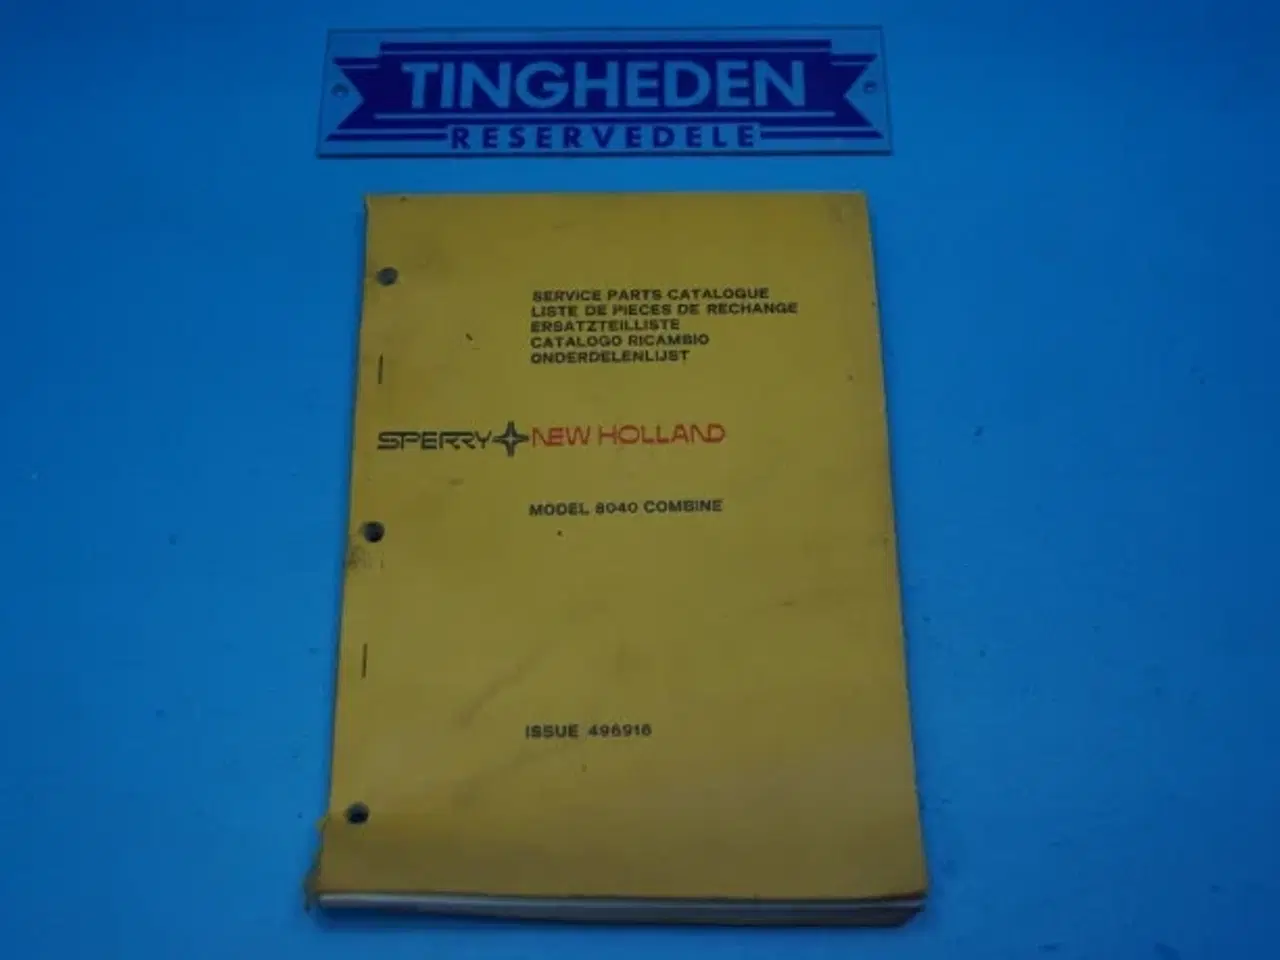 TINGHEDEN
RESERVEDELE
SERVICE PARTS CATALOGUE
LISTE DE PIECES DE RECHANGE
ERSATZTEILLISTE
CATALOGO RICAMBIO
ONDERDELENLIJST
SPERRY NEW HOLLAND
MODEL 8040 COMBINE
ISSUE 496916